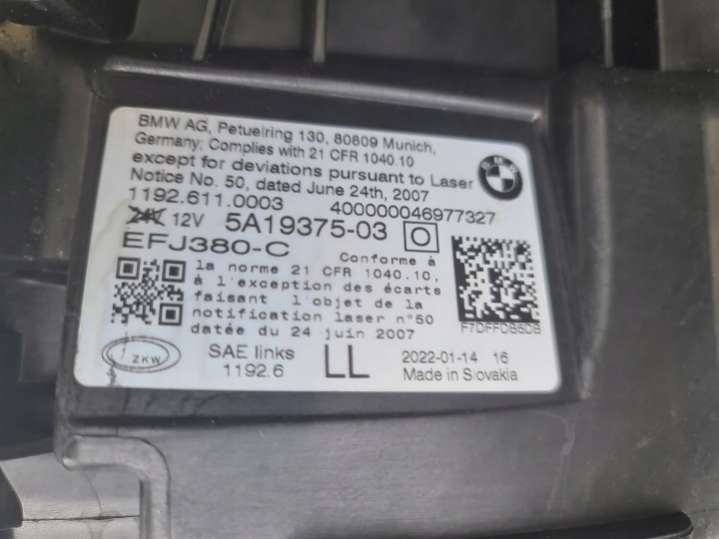 BMW AG, Petuelring 130, 80809 Munich,
Germany; Complies with 21 CFR 1040.10
except for deviations pursuant to Laser
Notice No. 50, dated June 24th, 2007
1192.611.0003 400000046977327
24V 12V 5A19375-03 O
EFJ380-C
Conforme à
la norme 21 CFR 1040.10,
à l'exception des écarts
faisant l'objet de la
notification laser n°50
datée du 24 juin 2007
F7DFFDB5DB
BMW
ZKW
SAE links
1192.6
LL
2022-01-14 16
Made in Slovakia